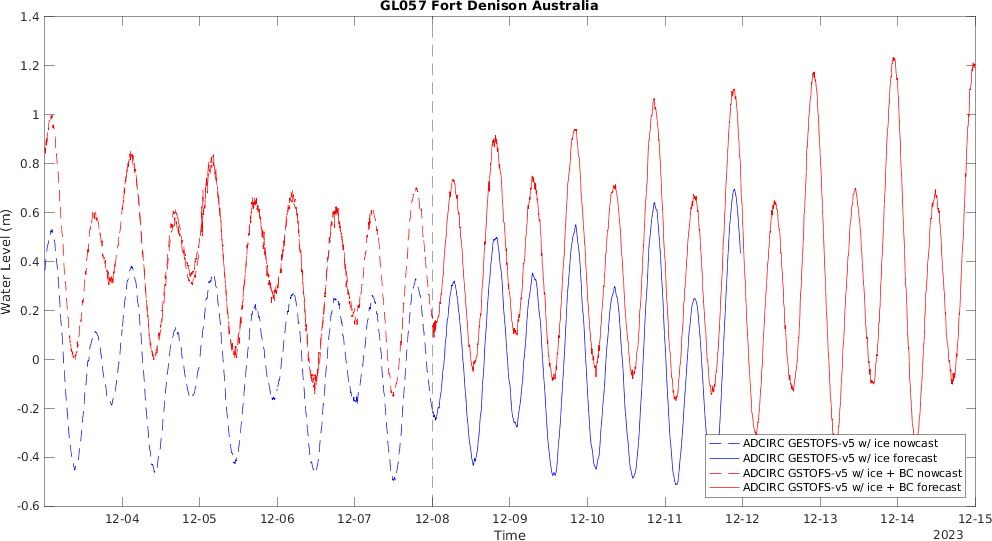 GL057 Fort Denison Australia
1.4
1.2
1
0.8
0.6
0.4
0.2
0
-0.2
-0.4
-0.6
Water Level (m)
ADCIRC GESTOFS-v5 w/ ice nowcast
ADCIRC GESTOFS-v5 w/ ice forecast
ADCIRC GSTOFS-v5 w/ ice + BC nowcast
ADCIRC GSTOFS-v5 w/ ice + BC forecast
12-04 12-05 12-06 12-07 12-08 12-09 12-10 12-11 12-12 12-13 12-14 12-15
Time
2023